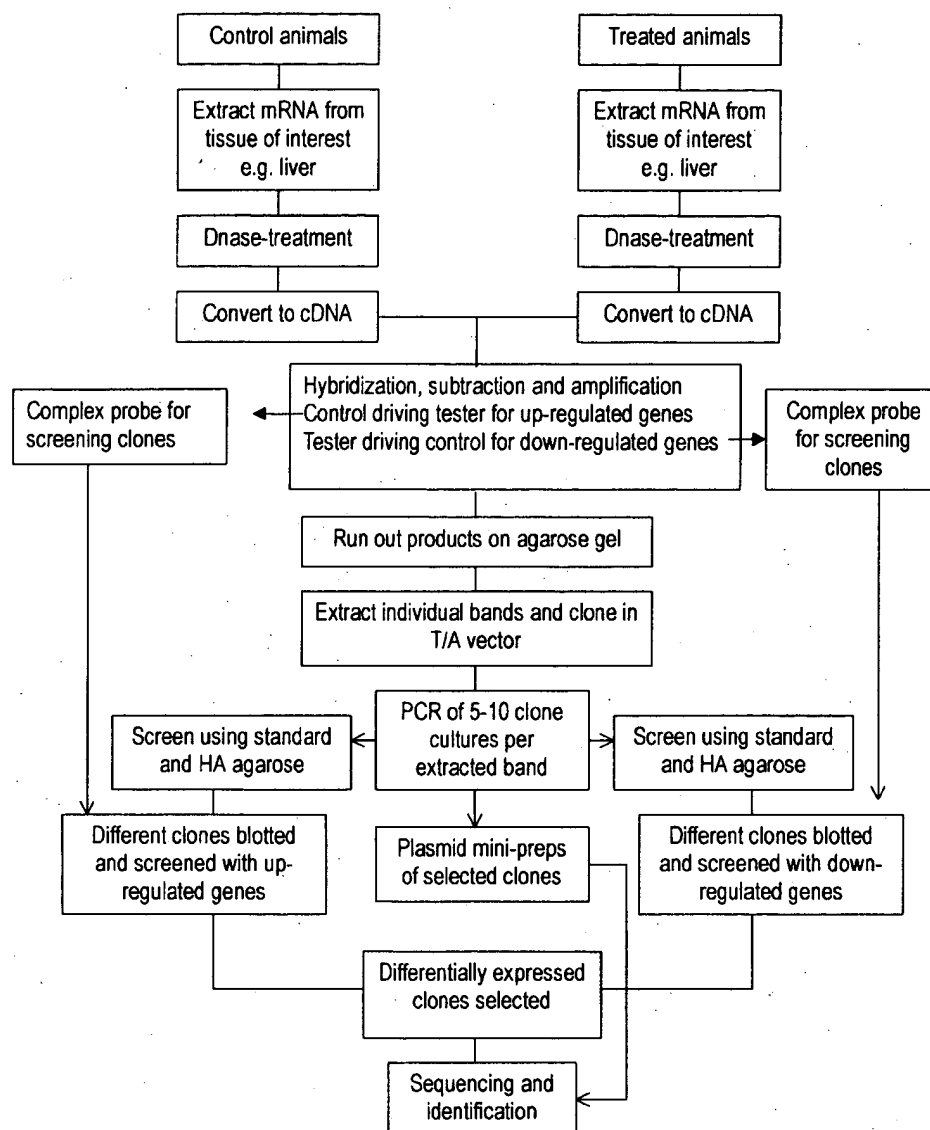 Control animals
Treated animals
Extract mRNA from
tissue of interest
e.g. liver
Extract mRNA from
tissue of interest
e.g. liver
Dnase-treatment
Dnase-treatment
Convert to cDNA
Convert to cDNA
Hybridization, subtraction and amplification
Control driving tester for up-regulated genes
Tester driving control for down-regulated genes
Complex probe for
screening clones
Complex probe
for screening
clones
Run out products on agarose gel
Extract individual bands and clone in
T/A vector
PCR of 5-10 clone
cultures per
extracted band
Screen using standard
and HA agarose
Screen using standard
and HA agarose
Different clones blotted
and screened with up-
regulated genes
Plasmid mini-preps
of selected clones
Different clones blotted
and screened with down-
regulated genes
Differentially expressed
clones selected
Sequencing and
identification